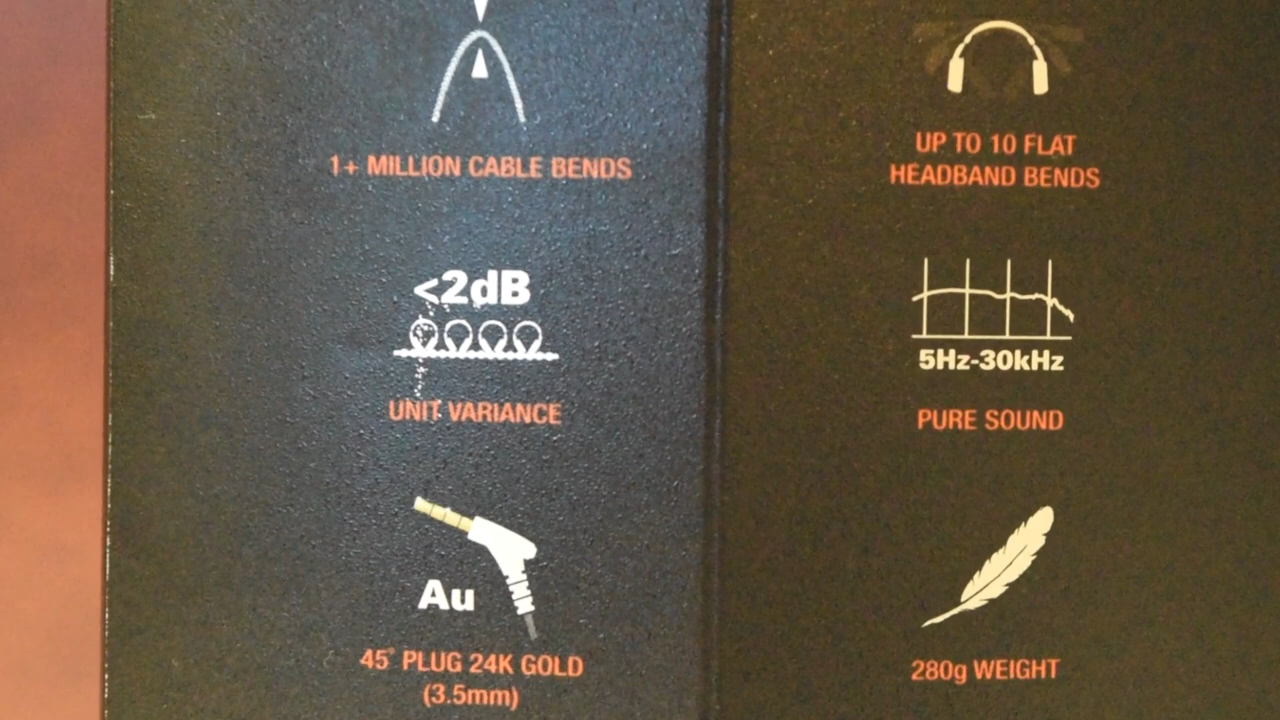 1+ MILLION CABLE BENDS
<2dB
UNIT VARIANCE
Au
45° PLUG 24K GOLD
(3.5mm)
UP TO 10 FLAT
HEADBAND BENDS
5Hz-30kHz
PURE SOUND
280g WEIGHT